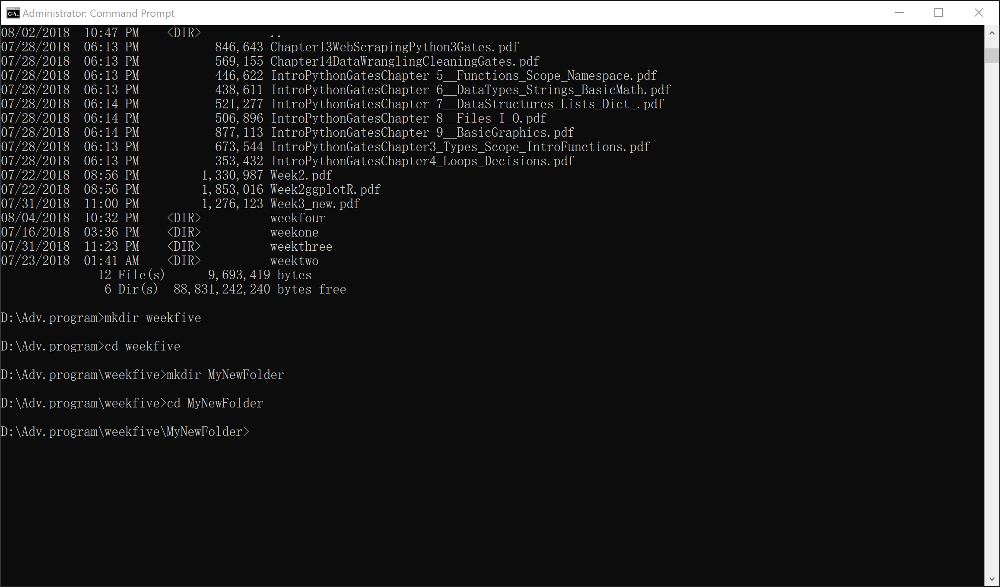 Administrator: Command Prompt
08/02/2018  10:47 PM    <DIR>          ..
07/28/2018  06:13 PM           846,643 Chapter13WebScrapingPython3Gates.pdf
07/28/2018  06:13 PM           569,155 Chapter14DataWranglingCleaningGates.pdf
07/28/2018  06:13 PM           446,622 IntroPythonGatesChapter 5__Functions_Scope_Namespace.pdf
07/28/2018  06:13 PM           438,611 IntroPythonGatesChapter 6__DataTypes_Strings_BasicMath.pdf
07/28/2018  06:14 PM           521,277 IntroPythonGatesChapter 7__DataStructures_Lists_Dict_.pdf
07/28/2018  06:14 PM           506,896 IntroPythonGatesChapter 8__Files_I_O.pdf
07/28/2018  06:14 PM           877,113 IntroPythonGatesChapter 9__BasicGraphics.pdf
07/28/2018  06:13 PM           673,544 IntroPythonGatesChapter3_Types_Scope_IntroFunctions.pdf
07/28/2018  06:13 PM           353,432 IntroPythonGatesChapter4_Loops_Decisions.pdf
07/22/2018  08:56 PM         1,330,987 Week2.pdf
07/22/2018  08:56 PM         1,853,016 Week2ggplotR.pdf
07/31/2018  11:00 PM         1,276,123 Week3_new.pdf
08/04/2018  10:32 PM    <DIR>          weekfour
07/16/2018  03:36 PM    <DIR>          weekone
07/31/2018  11:23 PM    <DIR>          weekthree
07/23/2018  01:41 AM    <DIR>          weektwo
12 File(s)      9,693,419 bytes
6 Dir(s)  88,831,242,240 bytes free
D:\Adv.program>mkdir weekfive
D:\Adv.program>cd weekfive
D:\Adv.program\weekfive>mkdir MyNewFolder
D:\Adv.program\weekfive>cd MyNewFolder
D:\Adv.program\weekfive\MyNewFolder>